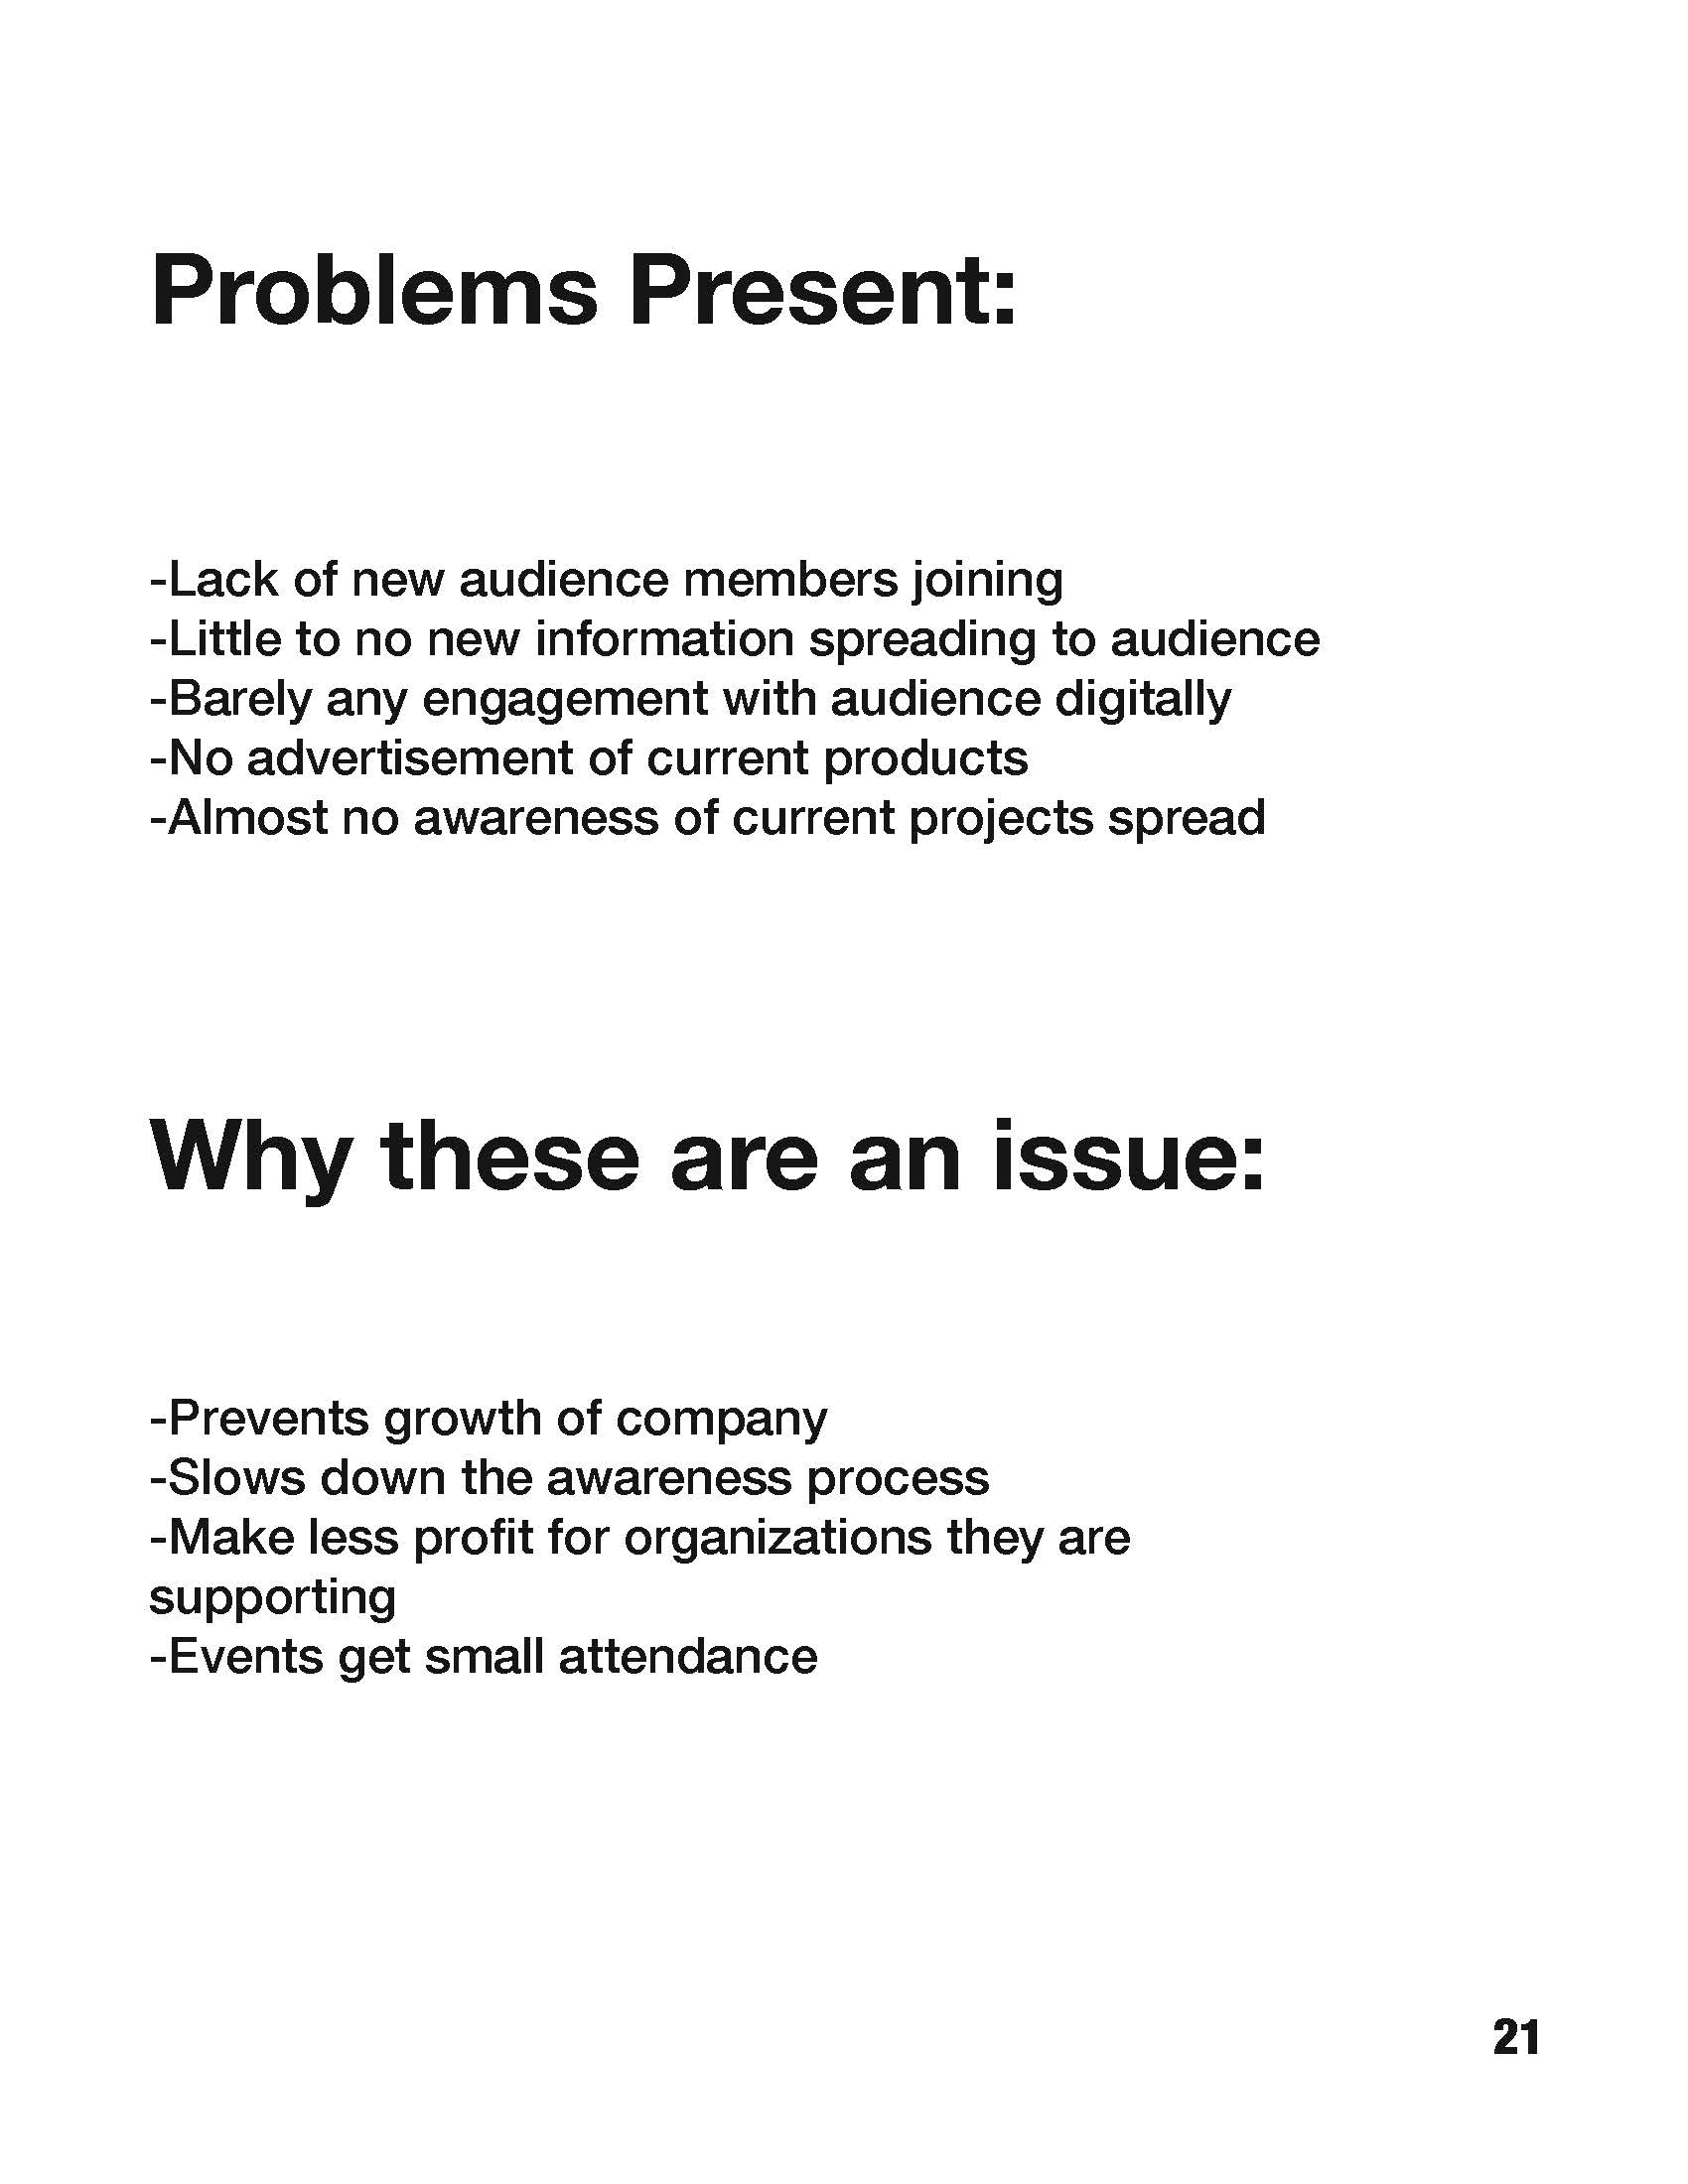 Problems Present:
-Lack of new audience members joining
-Little to no new information spreading to audience
-Barely any engagement with audience digitally
-No advertisement of current products
-Almost no awareness of current projects spread
Why these are an issue:
-Prevents growth of company
-Slows down the awareness process
-Make less profit for organizations they are
supporting
-Events get small attendance
21